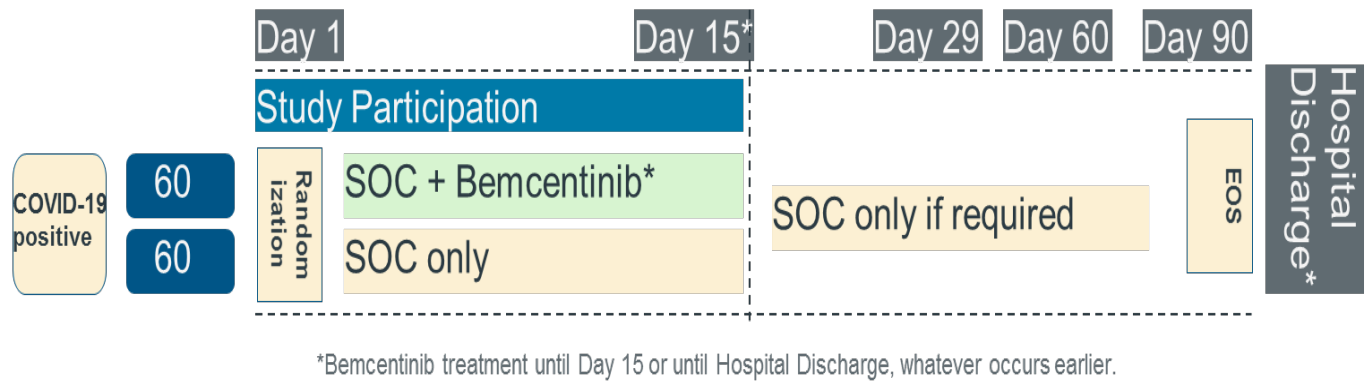 Day 1
Day 15*
Day 29
Day 60
Day 90
Study Participation
COVID-19
positive
60
60
Random
ization
SOC + Bemcentinib*
SOC only
SOC only if required
EOS
Hospital
Discharge*
*Bemcentinib treatment until Day 15 or until Hospital Discharge, whatever occurs earlier.